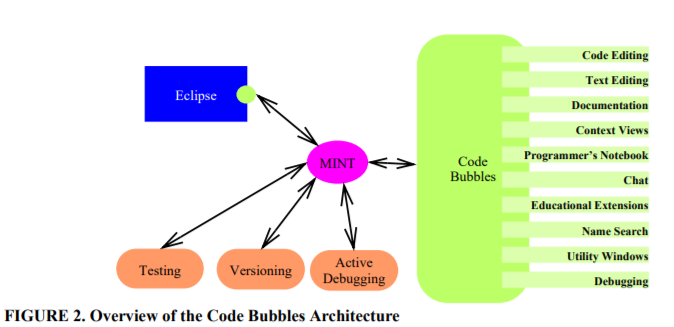 Eclipse
MINT
Testing
Versioning
Active
Debugging
Code
Bubbles
Code Editing
Text Editing
Documentation
Context Views
Programmer's Notebook
Chat
Educational Extensions
Name Search
Utility Windows
Debugging
FIGURE 2. Overview of the Code Bubbles Architecture